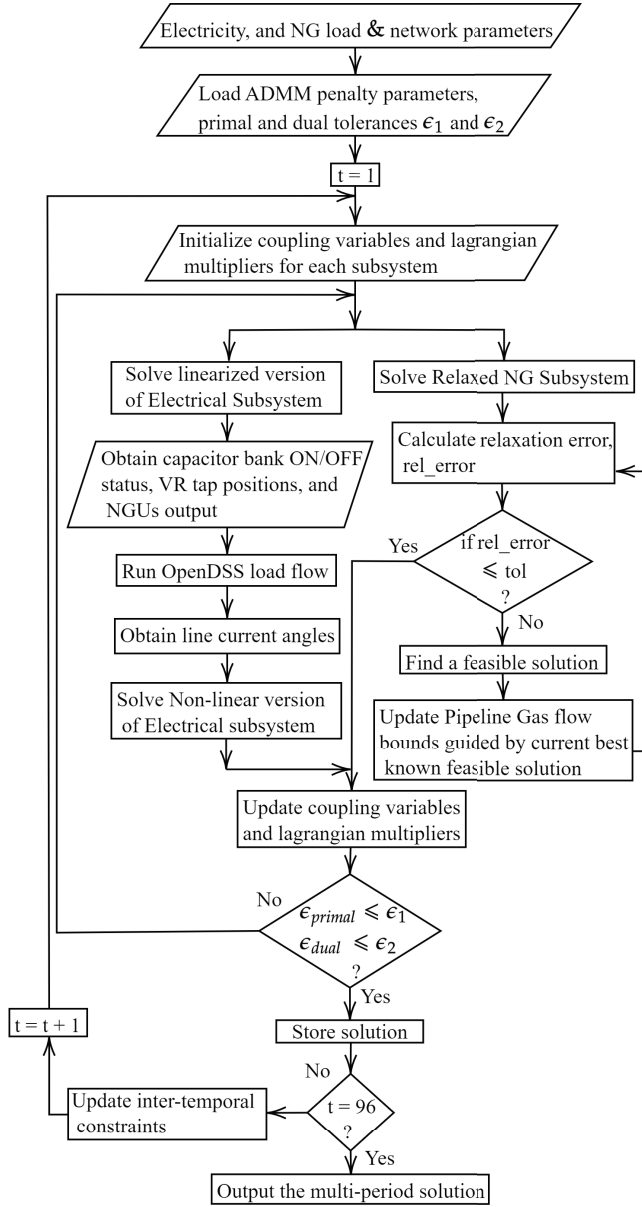 Electricity, and NG load & network parameters
Load ADMM penalty parameters,
primal and dual tolerances ϵ1 and ϵ2
t = 1
Initialize coupling variables and lagrangian
multipliers for each subsystem
Solve linearized version
of Electrical Subsystem
Obtain capacitor bank ON/OFF
status, VR tap positions, and
NGUs output
Run OpenDSS load flow
Obtain line current angles
Solve Non-linear version
of Electrical subsystem
Solve Relaxed NG Subsystem
Calculate relaxation error,
rel_error
Yes
if rel_error
⩽ tol
?
No
Find a feasible solution
Update Pipeline Gas flow
bounds guided by current best
known feasible solution
Update coupling variables
and lagrangian multipliers
No
ϵprimal ⩽ ϵ1
ϵdual ⩽ ϵ2
?
Yes
Store solution
t = t + 1
No
t = 96
?
Update inter-temporal
constraints
Yes
Output the multi-period solution